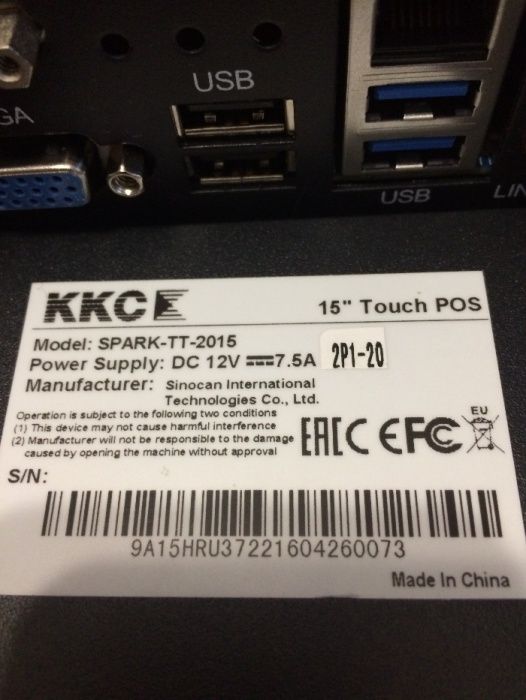 USB
GA
USB
LIN
KKC
15" Touch POS
Model: SPARK-TT-2015
Power Supply: DC 12V 7.5A
2P1-20
Manufacturer: Sinocan International
Technologies Co., Ltd.
Operation is subject to the following two conditions
(1) This device may not cause harmful interference
(2) Manufacturer will not be responsible to the damage
caused by opening the machine without approval
EAC CE FC
EU
S/N:
9A15HRU37221604260073
Made In China